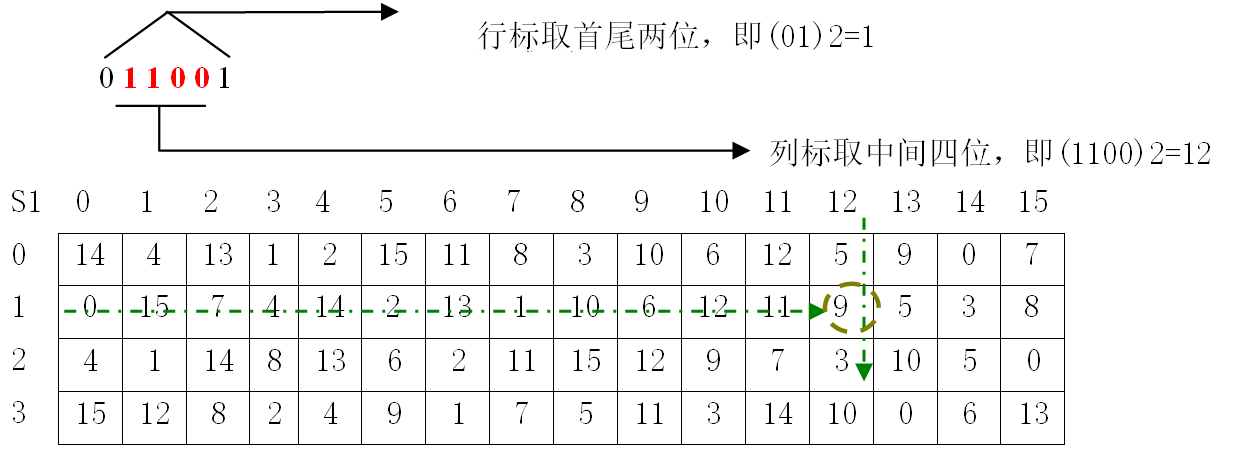 行标取首尾两位，即(01)2=1
011001
列标取中间四位，即(1100)2=12
S1 0 1 2 3 4 5 6 7 8 9 10 11 12 13 14 15
0 14 4 13 1 2 15 11 8 3 10 6 12 5 9 0 7
1 0 15 7 4 14 2 13 1 10 6 12 11 9 5 3 8
2 4 1 14 8 13 6 2 11 15 12 9 7 3 10 5 0
3 15 12 8 2 4 9 1 7 5 11 3 14 10 0 6 13